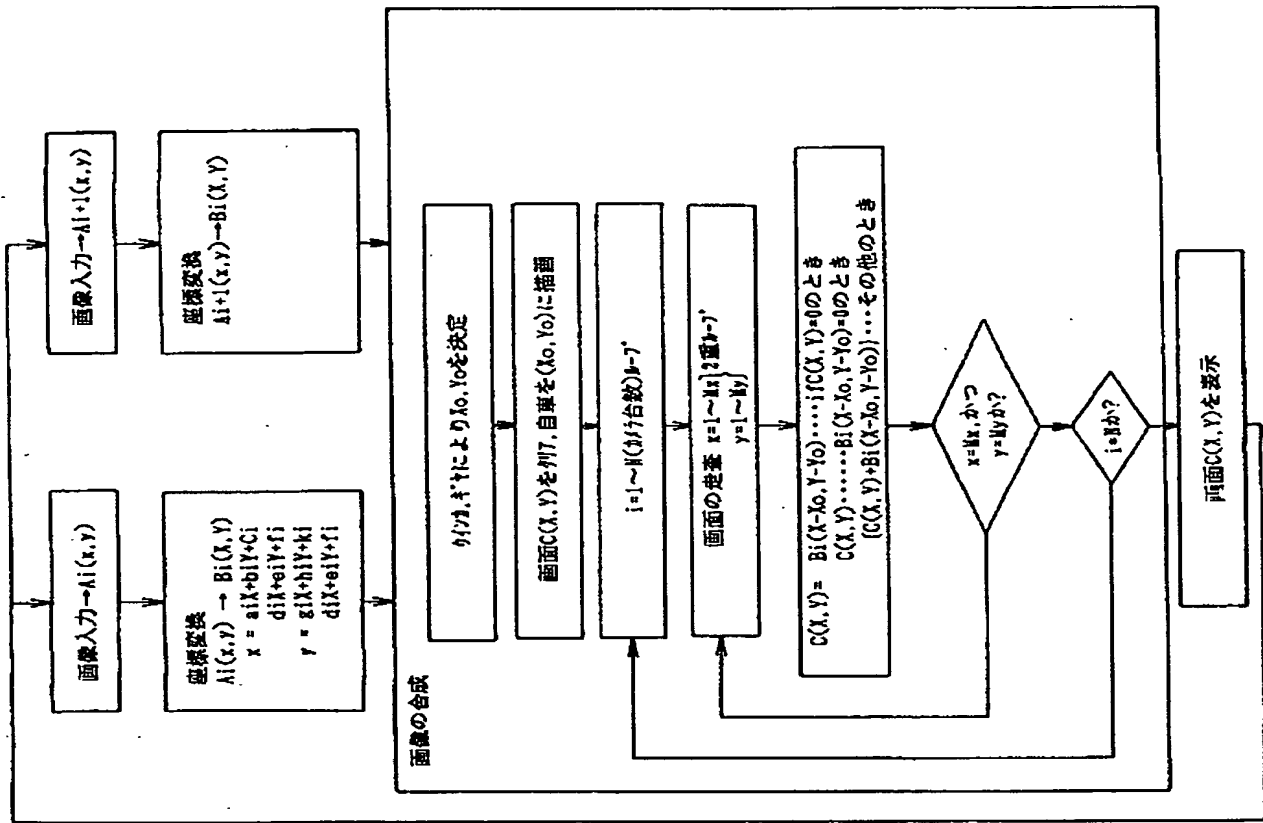 画像入力→Ai(x,y)
座標変換
Ai(x,y) → Bi(X,Y)
x = aiX+biY+Ci
diX+eiY+fi
y = giX+hiY+ki
diX+eiY+fi
画像入力→Ai+1(x,y)
座標変換
Ai+1(x,y)→Bi(X,Y)
画像の合成
ウインカ,ギヤによりXo,Yoを決定
画面C(X,Y)をクリア,自車を(Xo,Yo)に描画
i=1~N(カメラ台数)ループ
画面の走査 x=1~Mx}2重ループ
y=1~My
C(X,Y)= Bi(X-Xo,Y-Yo)····ifC(X,Y)=0のとき
C(X,Y)·····Bi(X-Xo,Y-Yo)=0のとき
{C(X,Y)+Bi(X-Xo,Y-Yo)}···その他のとき
x=Mx,かつ
y=Myか?
i=Nか?
画面C(X,Y)を表示